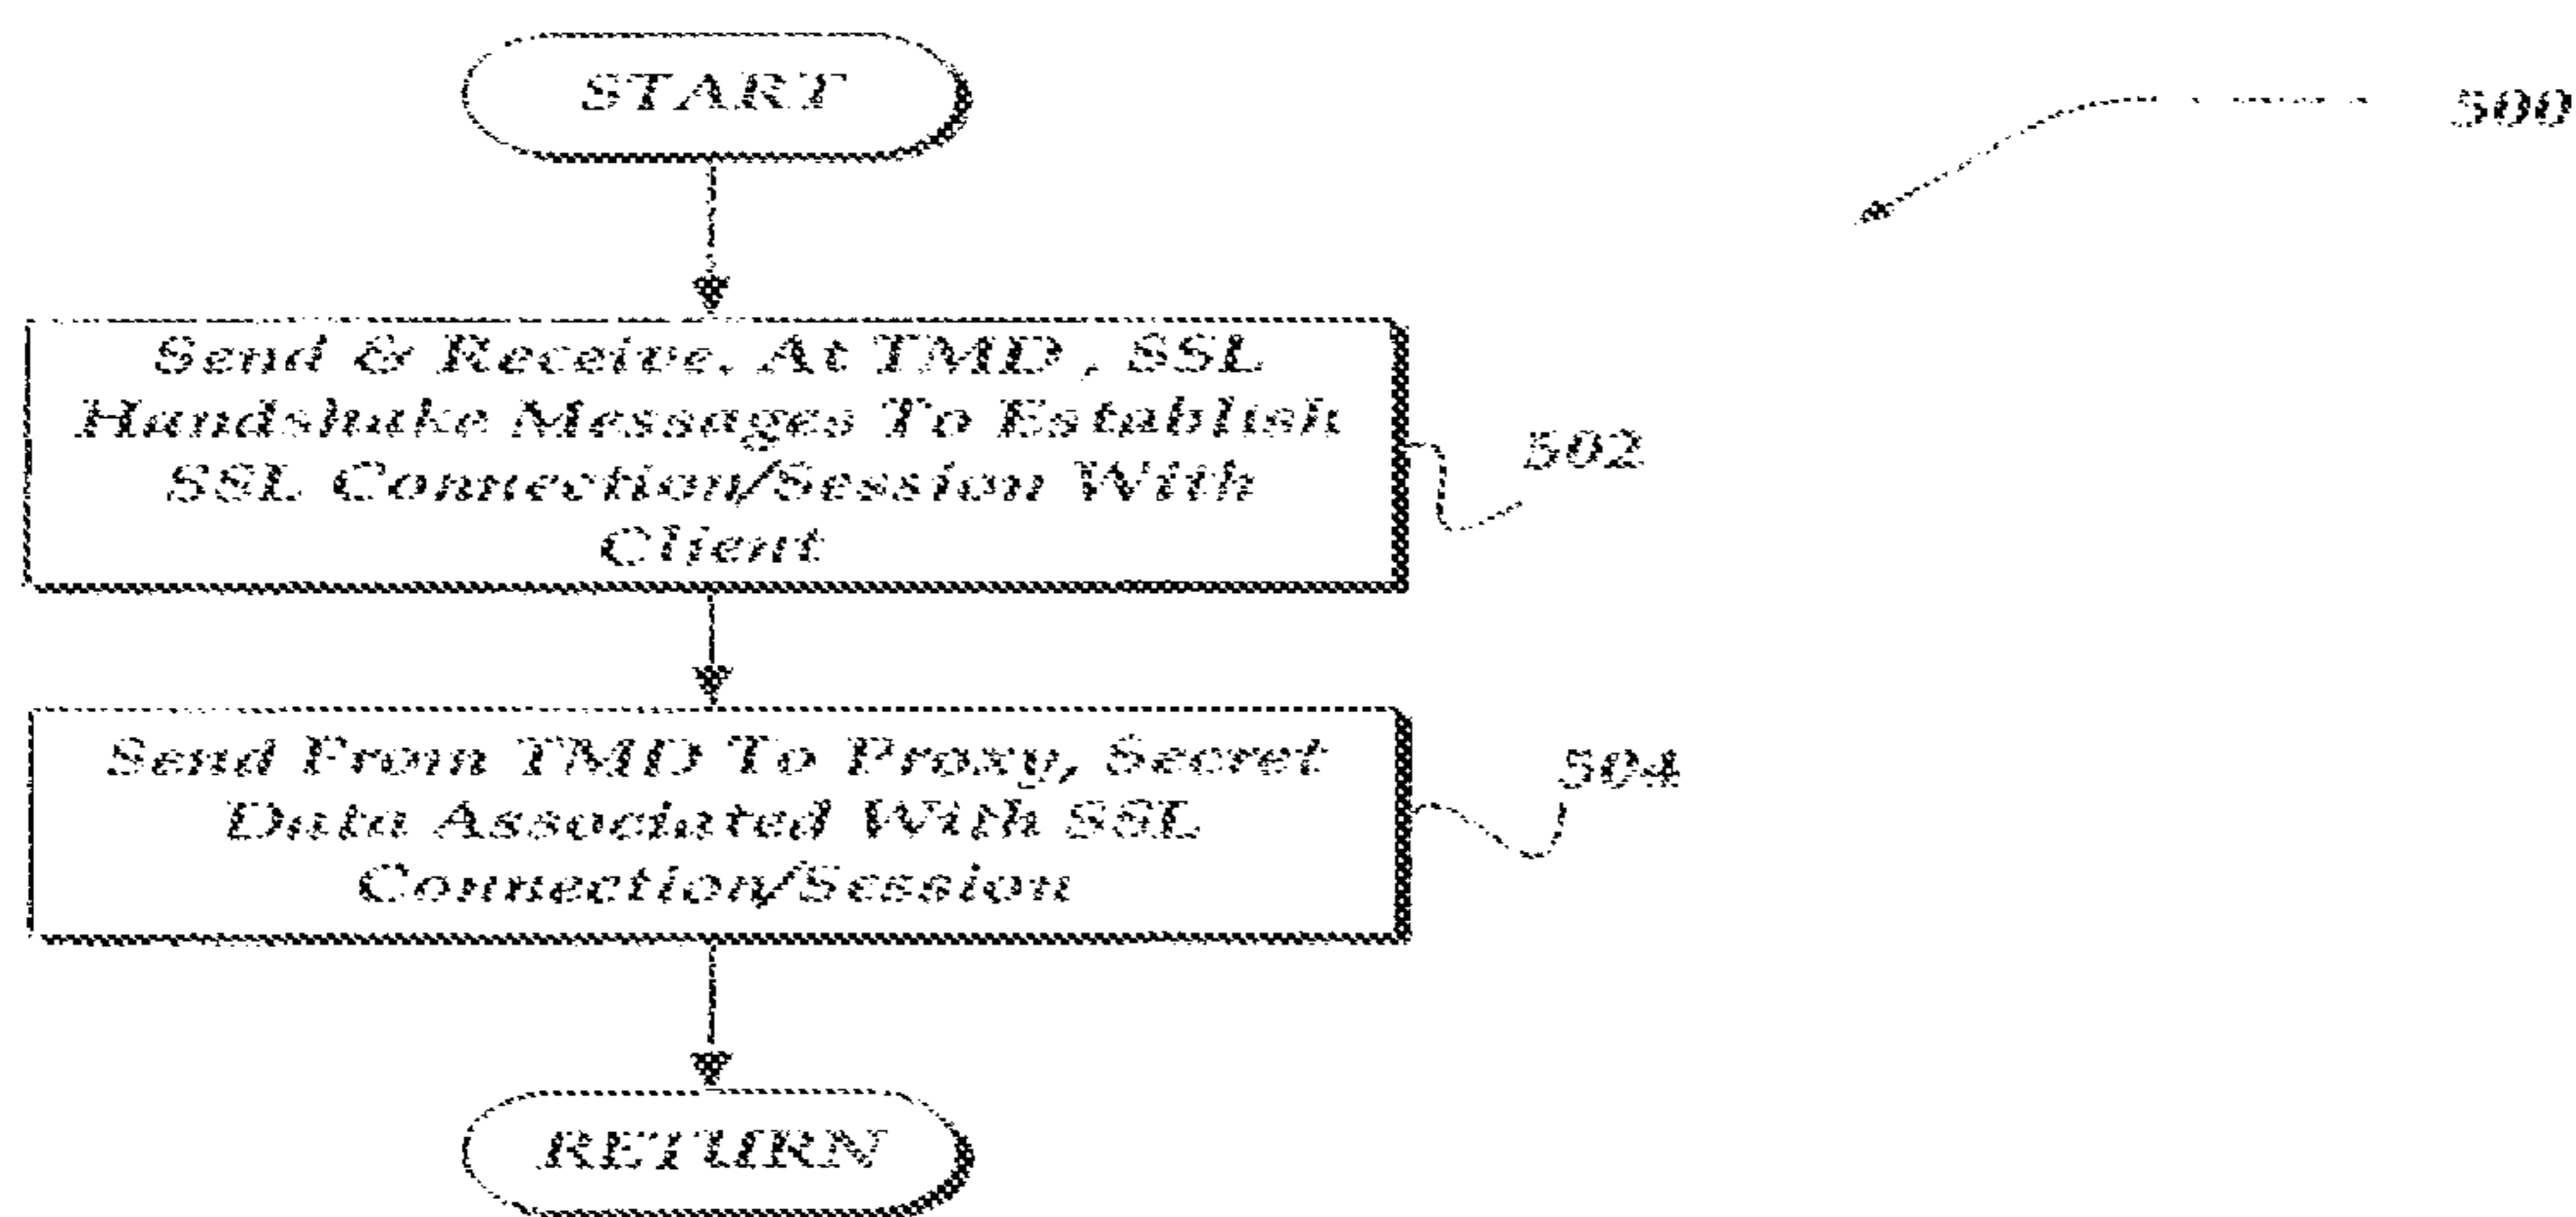 START
500
Send & Receive, At TMD , SSL
Handshake Messages To Establish
SSL Connection/Session With
Client
502
Send From TMD To Proxy, Secret
Data Associated With SSL
Connection/Session
504
RETURN